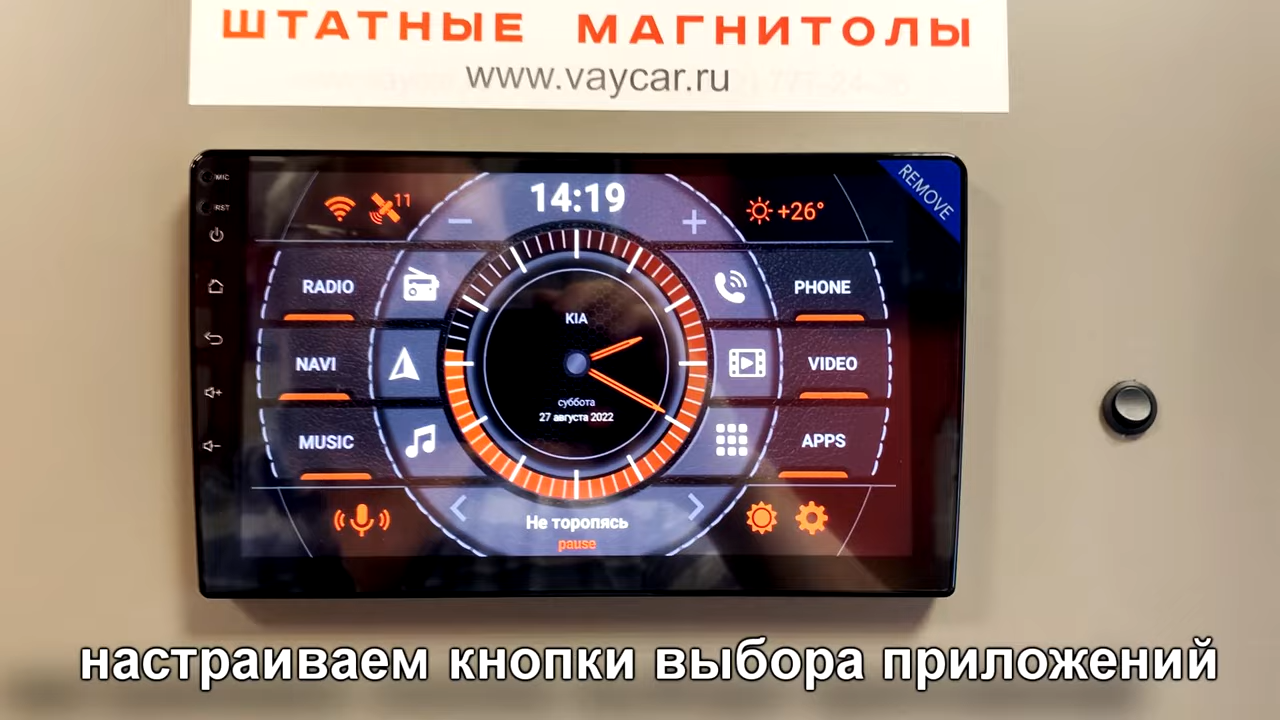 ШТАТНЫЕ МАГНИТОЛЫ
www.vaycar.ru
MIC
RST
REMOVE
11
14:19
+26°
RADIO
PHONE
KIA
NAVI
VIDEO
суббота
27 августа 2022
MUSIC
APPS
Не торопясь
pause
настраиваем кнопки выбора приложений